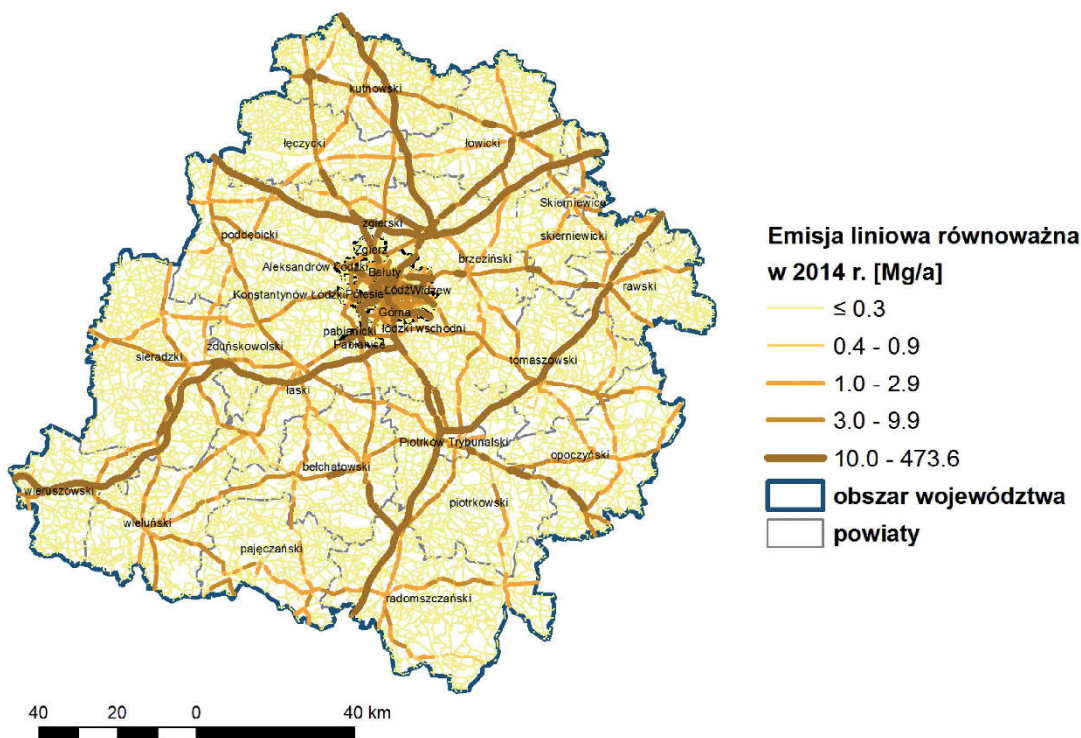 kutnowski
łęczycki
łowicki
Skierniewice
zgierski
skierniewicki
poddębicki
Zgierz
brzeziński
Aleksandrów Łódzki
Bałuty
rawski
Konstantynów Łódzki
Polesie
Łódź
Widzew
Górna
pabianicki
łódzki wschodni
Pabianice
zduńskowolski
sieradzki
tomaszowski
łaski
Piotrków Trybunalski
opoczyński
bełchatowski
wieruszowski
piotrkowski
wieluński
pajęczański
radomszczański
Emisja liniowa równoważna
w 2014 r. [Mg/a]
≤ 0.3
0.4 - 0.9
1.0 - 2.9
3.0 - 9.9
10.0 - 473.6
obszar województwa
powiaty
40 20 0 40 km